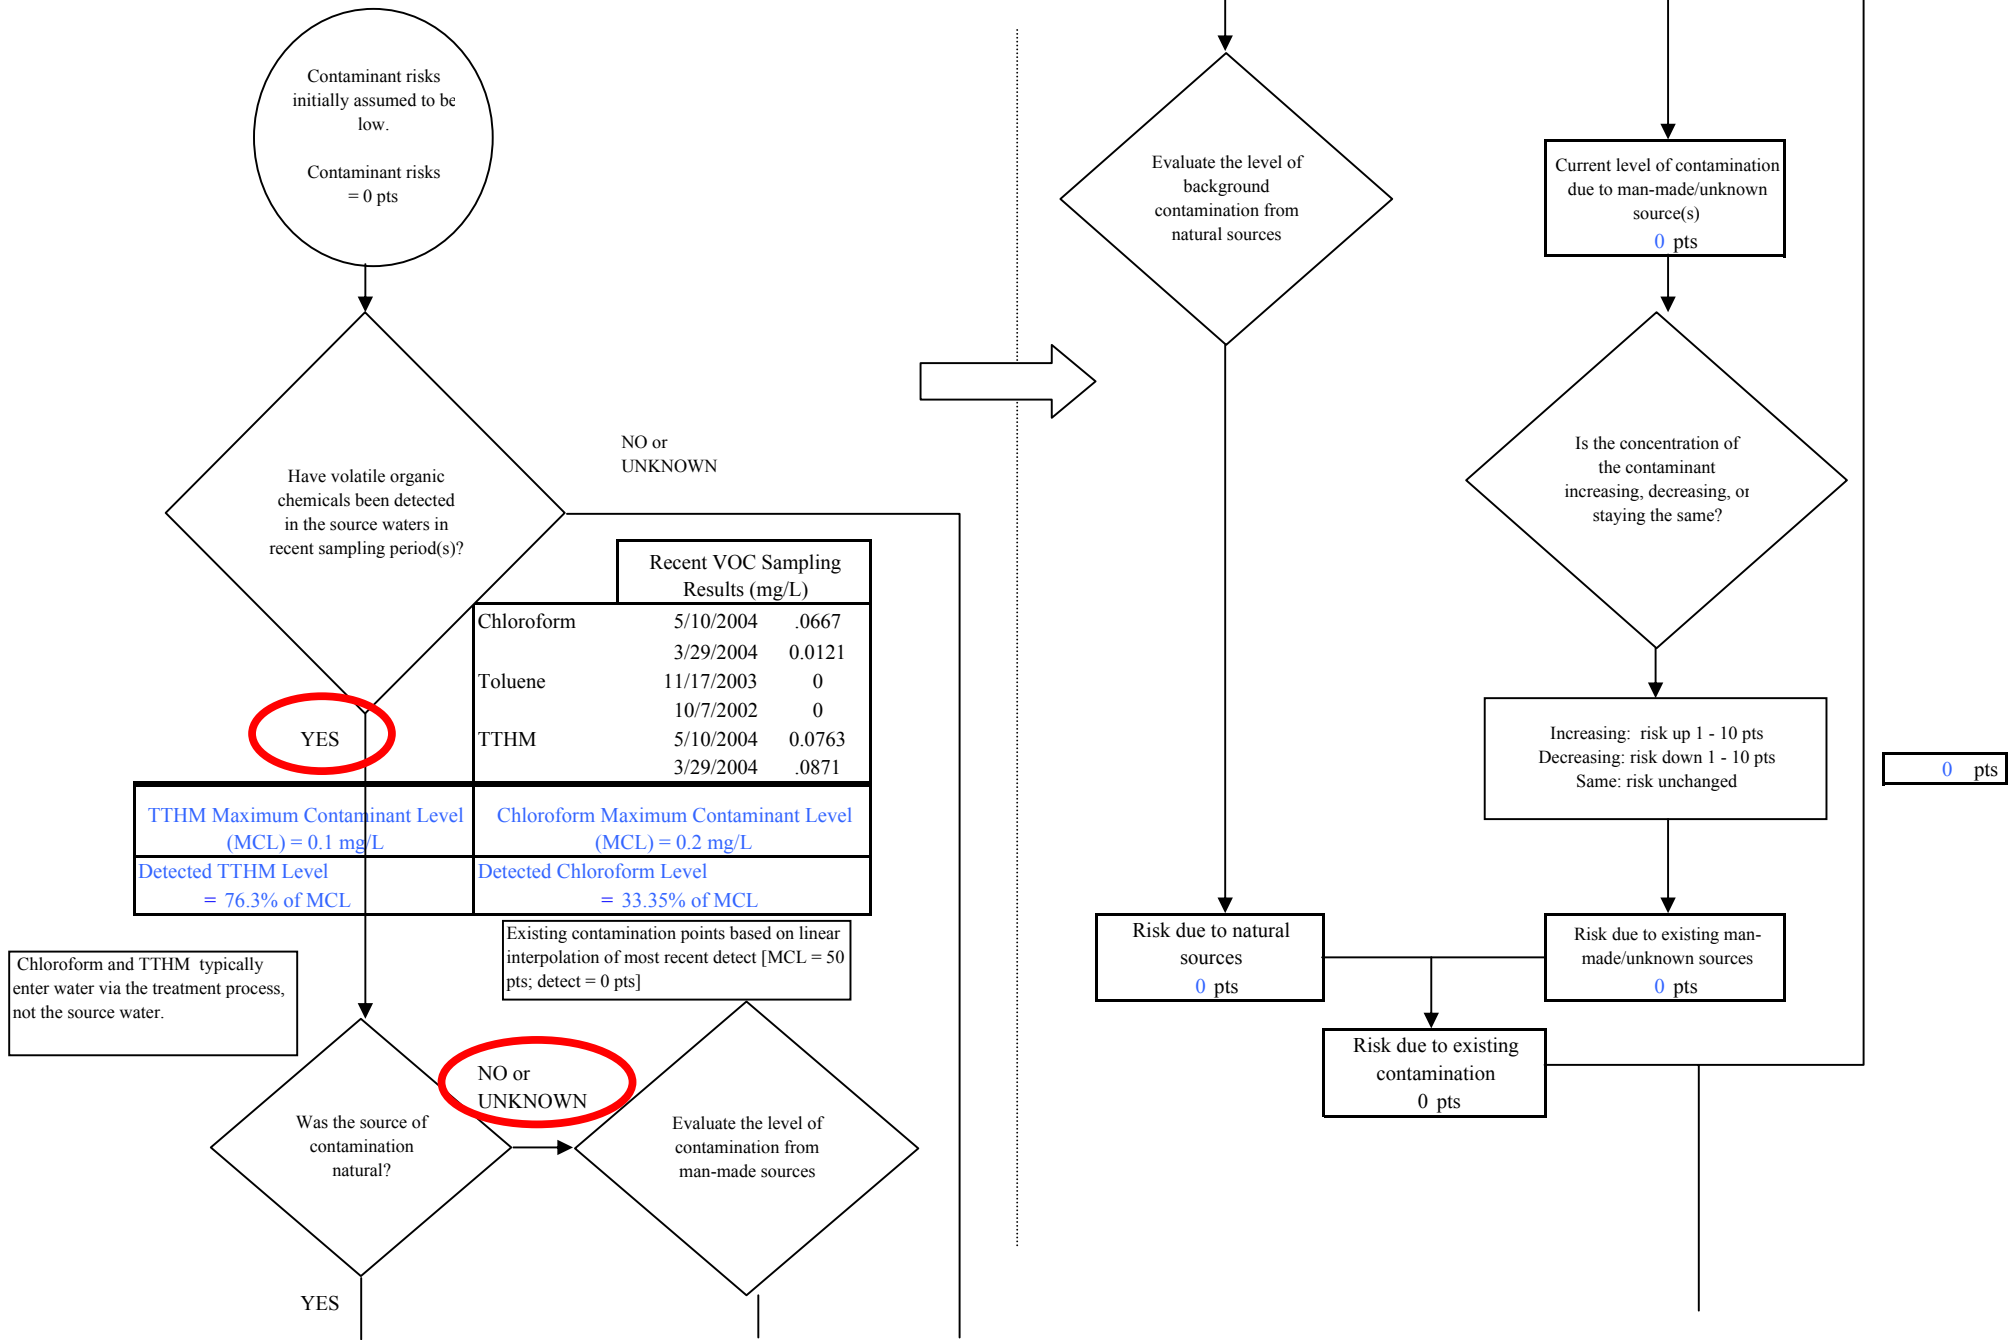 Contaminant risks
initially assumed to be
low.
Contaminant risks
= 0 pts
Have volatile organic
chemicals been detected
in the source waters in
recent sampling period(s)?
NO or
UNKNOWN
YES
Recent VOC Sampling
Results (mg/L)
Chloroform 5/10/2004 .0667
3/29/2004 0.0121
Toluene 11/17/2003 0
10/7/2002 0
TTHM 5/10/2004 0.0763
3/29/2004 .0871
TTHM Maximum Contaminant Level
(MCL) = 0.1 mg/L
Chloroform Maximum Contaminant Level
(MCL) = 0.2 mg/L
Detected TTHM Level
= 76.3% of MCL
Detected Chloroform Level
= 33.35% of MCL
Existing contamination points based on linear
interpolation of most recent detect [MCL = 50
pts; detect = 0 pts]
Chloroform and TTHM typically
enter water via the treatment process,
not the source water.
Was the source of
contamination
natural?
NO or
UNKNOWN
Evaluate the level of
contamination from
man-made sources
YES
Evaluate the level of
background
contamination from
natural sources
Current level of contamination
due to man-made/unknown
source(s)
0 pts
Is the concentration of
the contaminant
increasing, decreasing, or
staying the same?
Increasing: risk up 1 - 10 pts
Decreasing: risk down 1 - 10 pts
Same: risk unchanged
0 pts
Risk due to natural
sources
0 pts
Risk due to existing man-
made/unknown sources
0 pts
Risk due to existing
contamination
0 pts